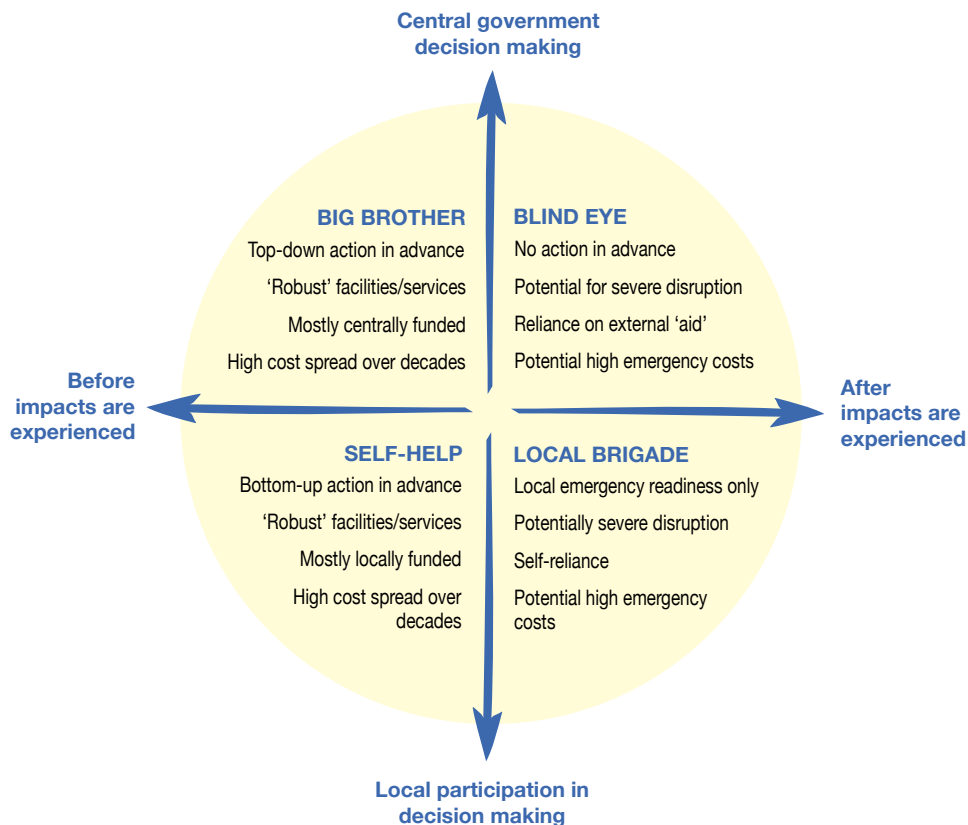 Central government
decision making
BIG BROTHER
Top-down action in advance
‘Robust’ facilities/services
Mostly centrally funded
High cost spread over decades
BLIND EYE
No action in advance
Potential for severe disruption
Reliance on external ‘aid’
Potential high emergency costs
Before
impacts are
experienced
After
impacts are
experienced
SELF-HELP
Bottom-up action in advance
‘Robust’ facilities/services
Mostly locally funded
High cost spread over
decades
LOCAL BRIGADE
Local emergency readiness only
Potentially severe disruption
Self-reliance
Potential high emergency
costs
Local participation in
decision making